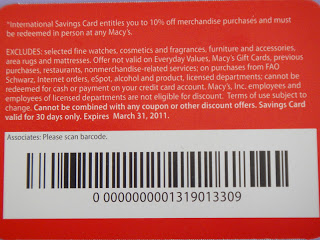 *International Savings Card entitles you to 10% off merchandise purchases and must
be redeemed in person at any Macy's.
EXCLUDES: selected fine watches, cosmetics and fragrances, furniture and accessories,
area rugs and mattresses. Offer not valid on Everyday Values, Macy's Gift Cards, previous
purchases, restaurants, nonmerchandise-related services; on purchases from FAO
Schwarz, Internet orders, eSpot, alcohol and product, licensed departments; cannot be
redeemed for cash or payment on your credit card account. Macy's, Inc. employees and
employees of licensed departments are not eligible for discount. Terms of use subject to
change. Cannot be combined with any coupon or other discount offers. Savings Card
valid for 30 days only. Expires March 31, 2011.
Associates: Please scan barcode.
0 0000000001319013309